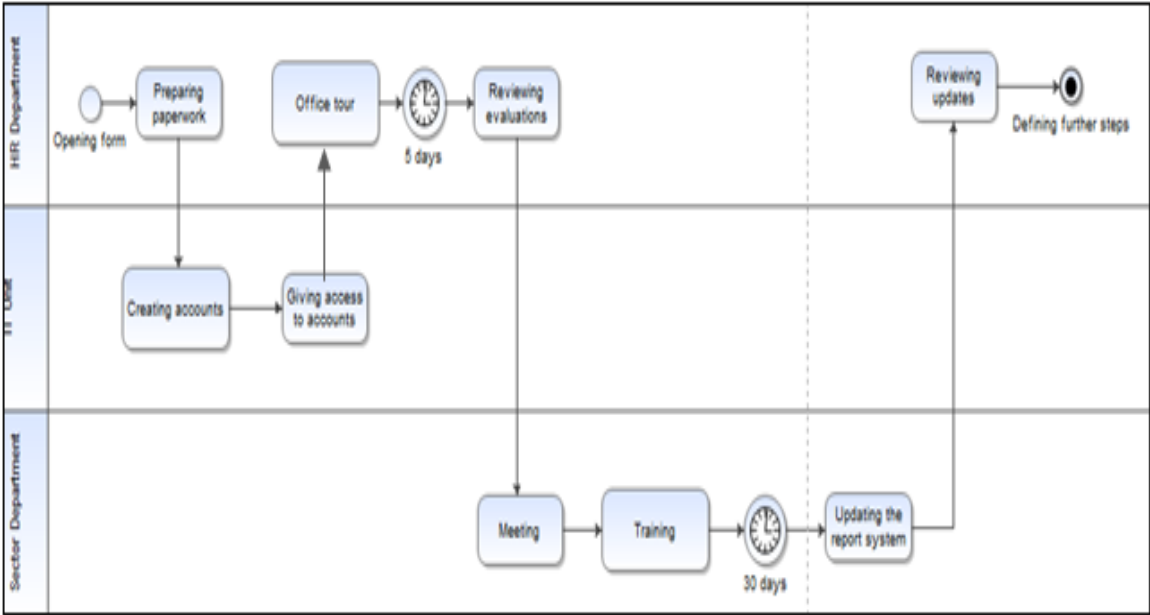 HR Department
Opening form
Preparing
paperwork
Office tour
5 days
Reviewing
evaluations
Reviewing
updates
Defining further steps
Creating accounts
Giving access
to accounts
Sector Department
Meeting
Training
30 days
Updating the
report system